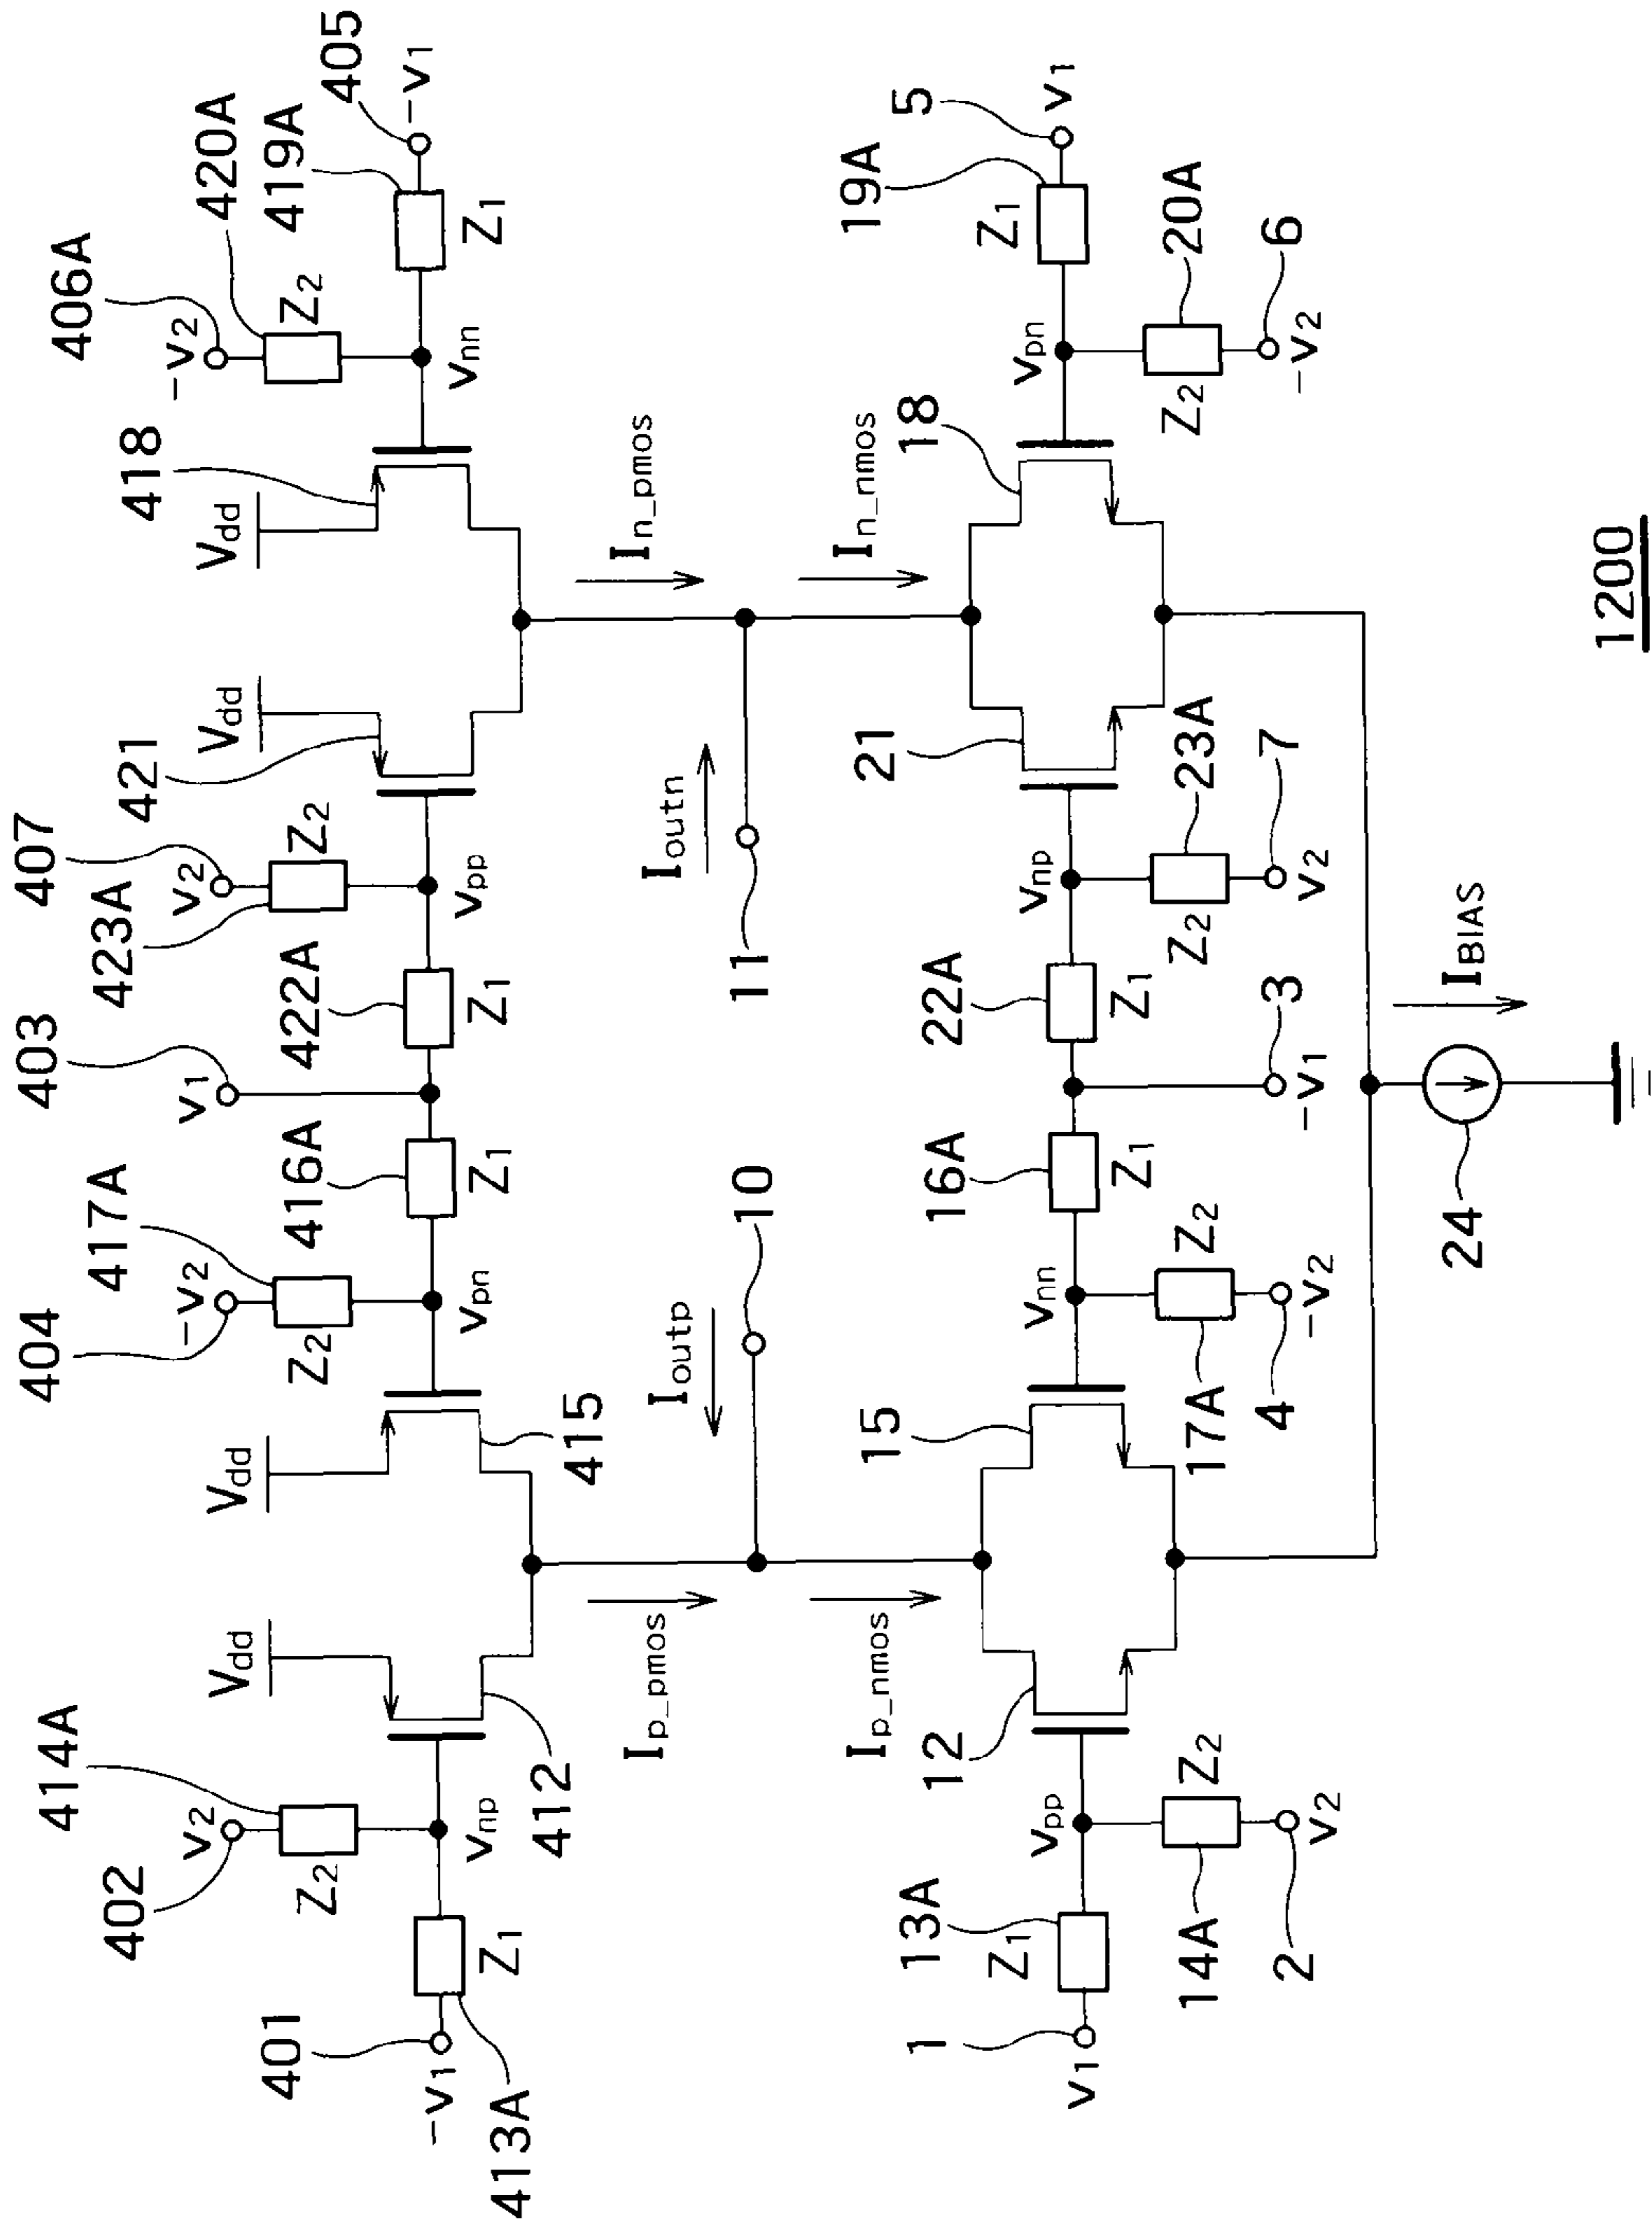 406A
420A
419A
405
-v2
-v1
Z2
Z1
vnn
418
Vdd
407
423A
422A
403
v2
v1
Z2
Z1
vpp
421
Vdd
404
417A
416A
-v2
Z2
Z1
vpn
415
Vdd
414A
402
401
413A
v2
-v1
Z2
Z1
vnp
412
Vdd
In_pmos
In_nmos
Ioutn
11
Ip_pmos
Ip_nmos
Ioutp
10
5
19A
v1
Z1
vpn
18
20A
Z2
6
-v2
21
vnp
23A
Z2
7
v2
22A
Z1
3
-v1
16A
Z1
vnn
15
17A
Z2
4
-v2
12
vpp
13A
Z1
1
v1
14A
Z2
2
v2
24
IBIAS
1200